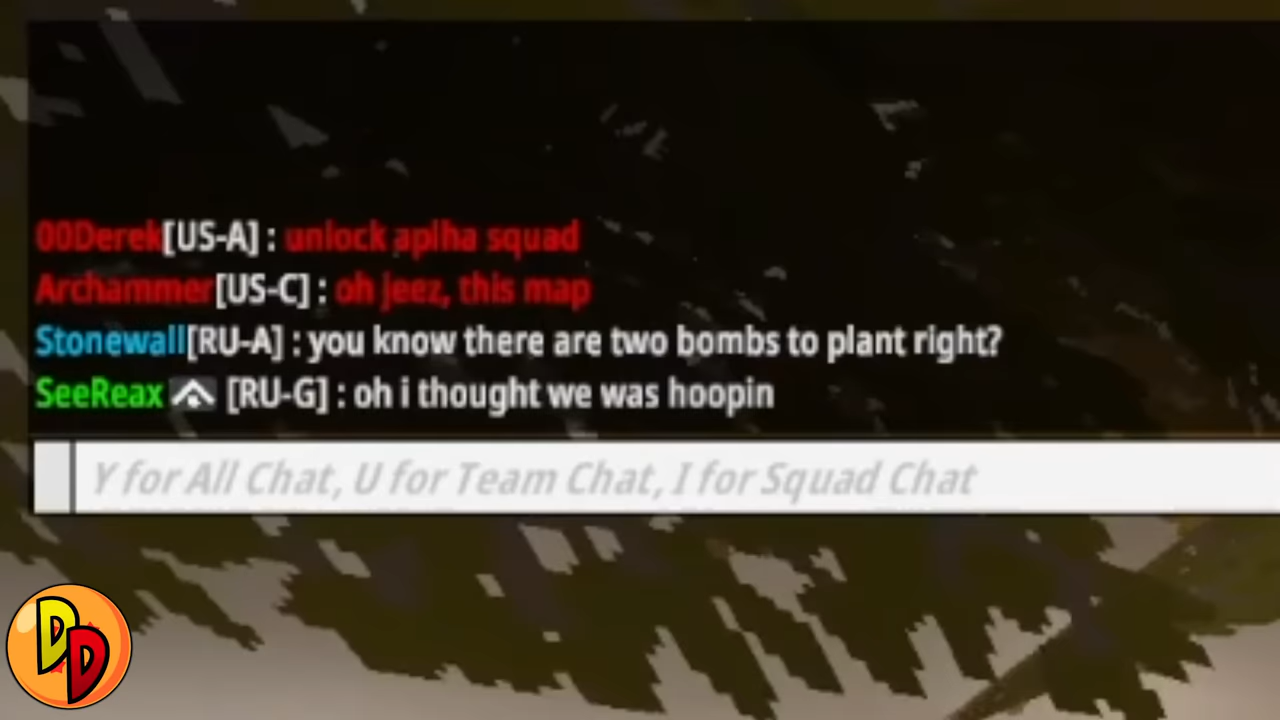 00Derek[US-A] : unlock aplha squad
Archammer[US-C] : oh jeez, this map
Stonewall[RU-A] : you know there are two bombs to plant right?
SeeReax [RU-G] : oh i thought we was hoopin
Y for All Chat, U for Team Chat, I for Squad Chat
DD